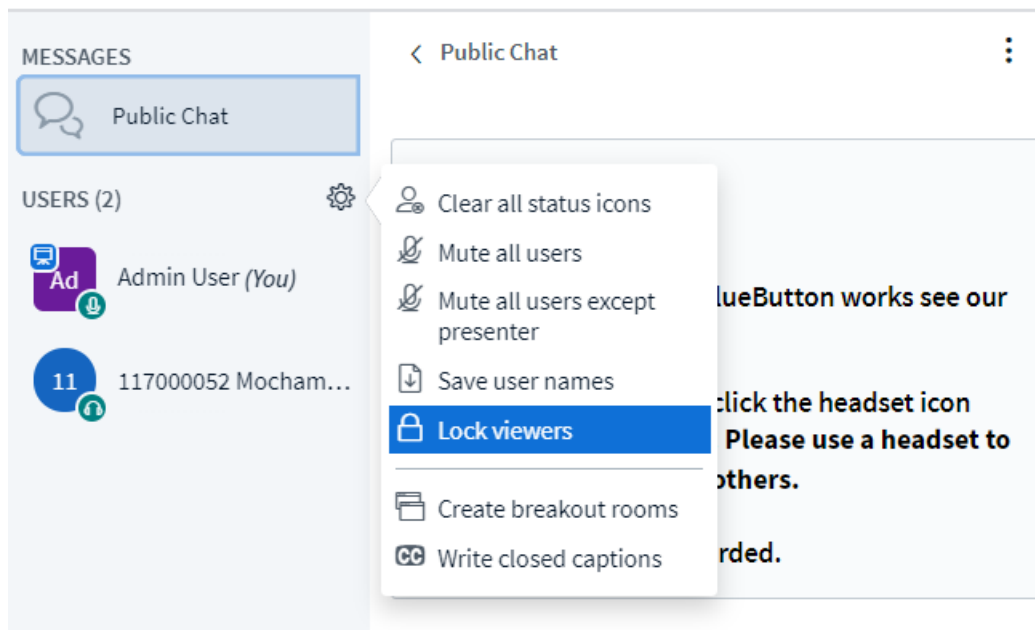 MESSAGES
Public Chat
USERS (2)
Ad
Admin User (You)
11
117000052 Mocham...
Public Chat
Clear all status icons
Mute all users
Mute all users except
presenter
Save user names
Lock viewers
Create breakout rooms
CC
Write closed captions
lueButton works see our
click the headset icon
Please use a headset to
others.
rded.